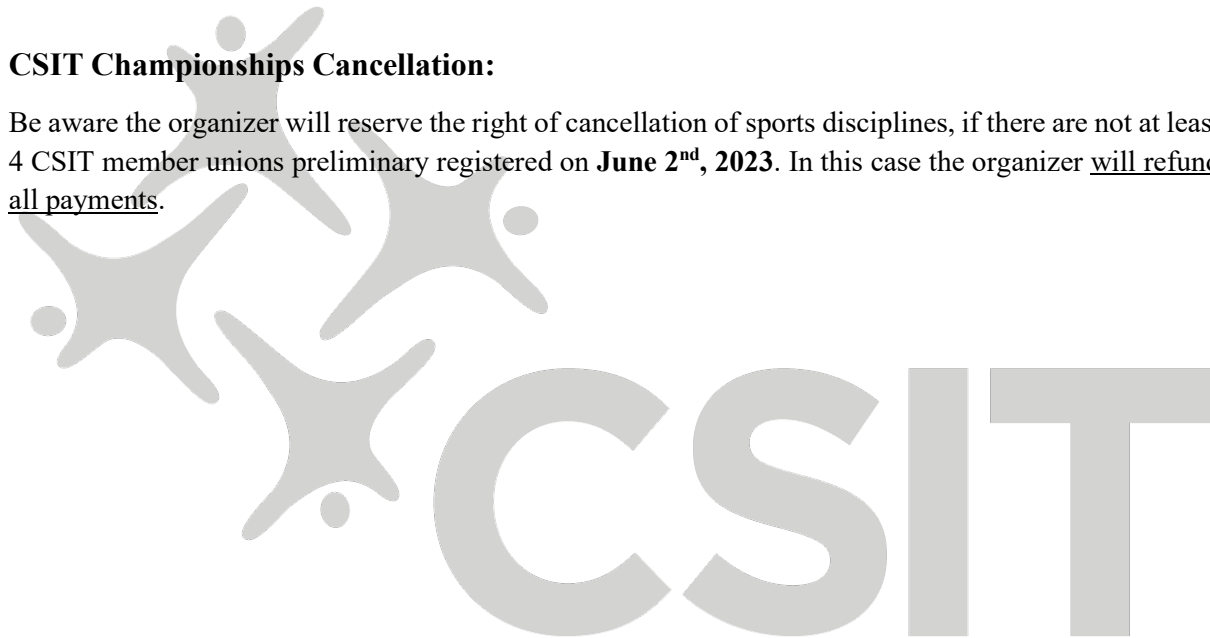 CSIT Championships Cancellation:
Be aware the organizer will reserve the right of cancellation of sports disciplines, if there are not at leas
4 CSIT member unions preliminary registered on June 2nd, 2023. In this case the organizer will refund
all payments.
CSIT